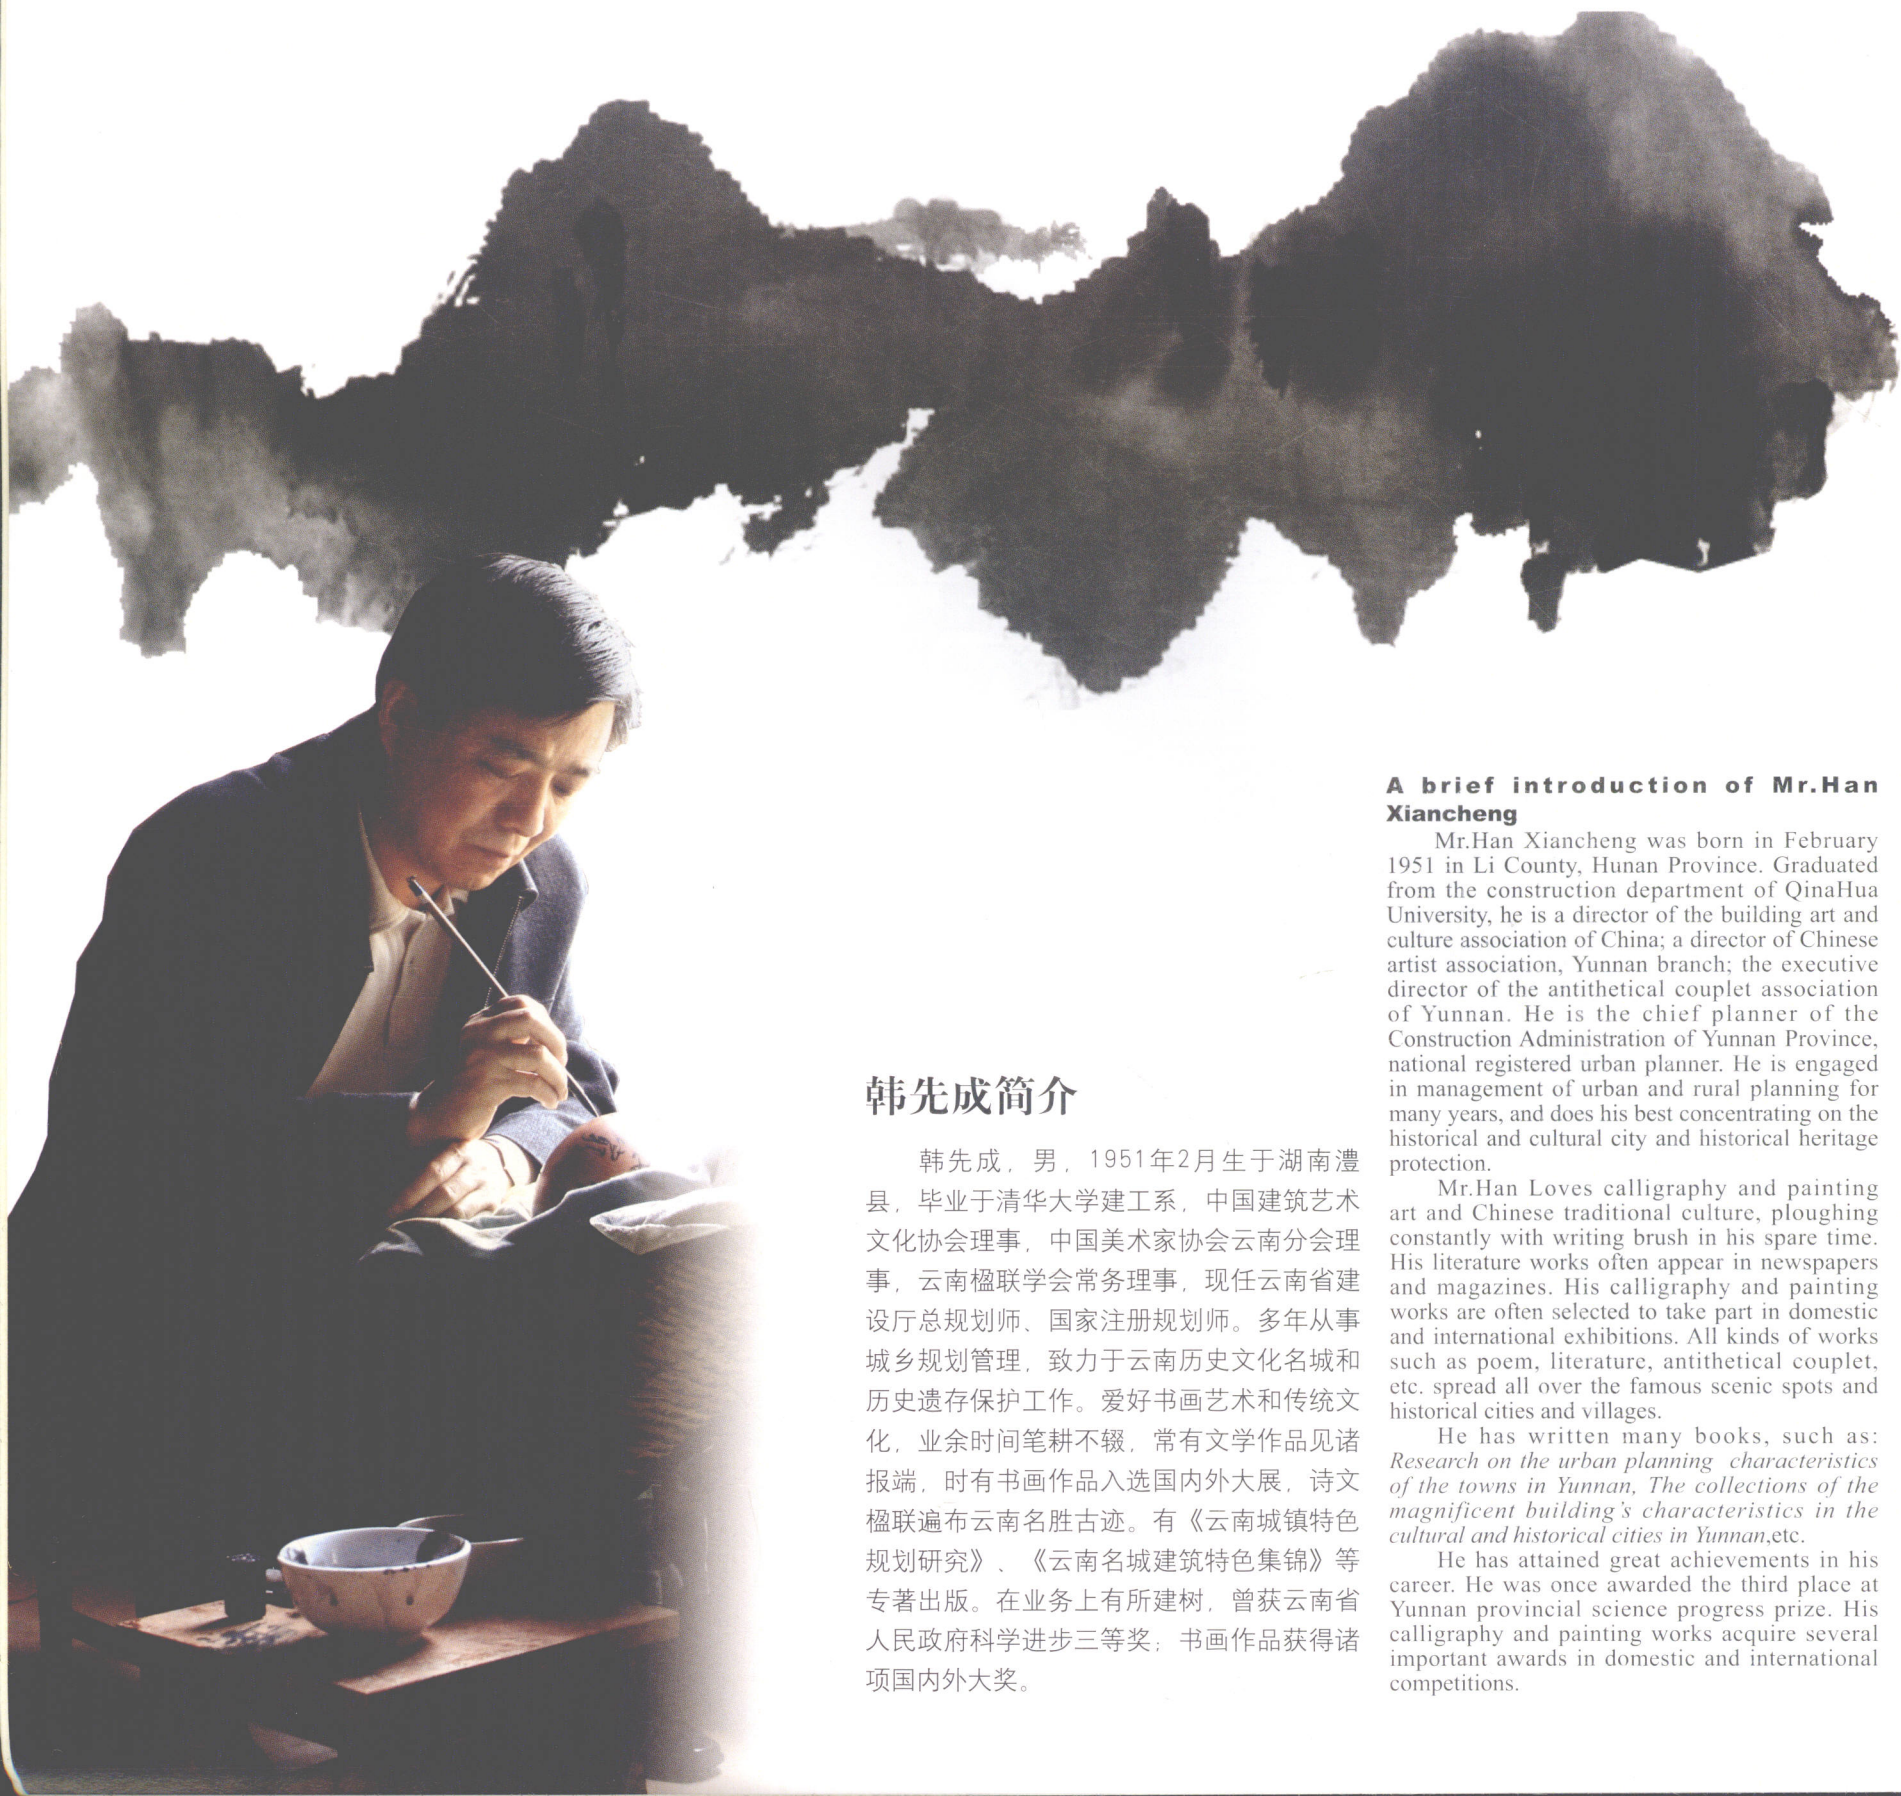 韩先成简介
韩先成，男，1951年2月生于湖南澧
县，毕业于清华大学建工系，中国建筑艺术
文化协会理事，中国美术家协会云南分会理
事，云南楹联学会常务理事，现任云南省建
设厅总规划师、国家注册规划师。多年从事
城乡规划管理，致力于云南历史文化名城和
历史遗存保护工作。爱好书画艺术和传统文
化，业余时间笔耕不辍，常有文学作品见诸
报端，时有书画作品入选国内外大展，诗文
楹联遍布云南名胜古迹。有《云南城镇特色
规划研究》、《云南名城建筑特色集锦》等
专著出版。在业务上有所建树，曾获云南省
人民政府科学进步三等奖；书画作品获得诸
项国内外大奖。
A brief introduction of Mr.Han
Xiancheng
Mr.Han Xiancheng was born in February
1951 in Li County, Hunan Province. Graduated
from the construction department of QinaHua
University, he is a director of the building art and
culture association of China; a director of Chinese
artist association, Yunnan branch; the executive
director of the antithetical couplet association
of Yunnan. He is the chief planner of the
Construction Administration of Yunnan Province,
national registered urban planner. He is engaged
in management of urban and rural planning for
many years, and does his best concentrating on the
historical and cultural city and historical heritage
protection.
Mr.Han Loves calligraphy and painting
art and Chinese traditional culture, ploughing
constantly with writing brush in his spare time.
His literature works often appear in newspapers
and magazines. His calligraphy and painting
works are often selected to take part in domestic
and international exhibitions. All kinds of works
such as poem, literature, antithetical couplet,
etc. spread all over the famous scenic spots and
historical cities and villages.
He has written many books, such as:
Research on the urban planning characteristics
of the towns in Yunnan, The collections of the
magnificent building's characteristics in the
cultural and historical cities in Yunnan,etc.
He has attained great achievements in his
career. He was once awarded the third place at
Yunnan provincial science progress prize. His
calligraphy and painting works acquire several
important awards in domestic and international
competitions.